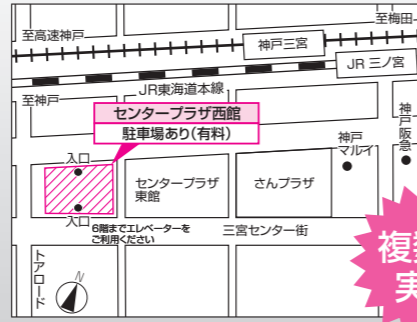 至梅田
至高速神戸
神戸三宮
JR 三ノ宮
JR東海道本線
至神戸
センタープラザ西館
駐車場あり(有料)
神戸阪急
神戸
マルイ
入口
センタープラザ
東館
さんプラザ
入口
6階までエレベーターを
ご利用ください
三宮センター街
トアロード
N